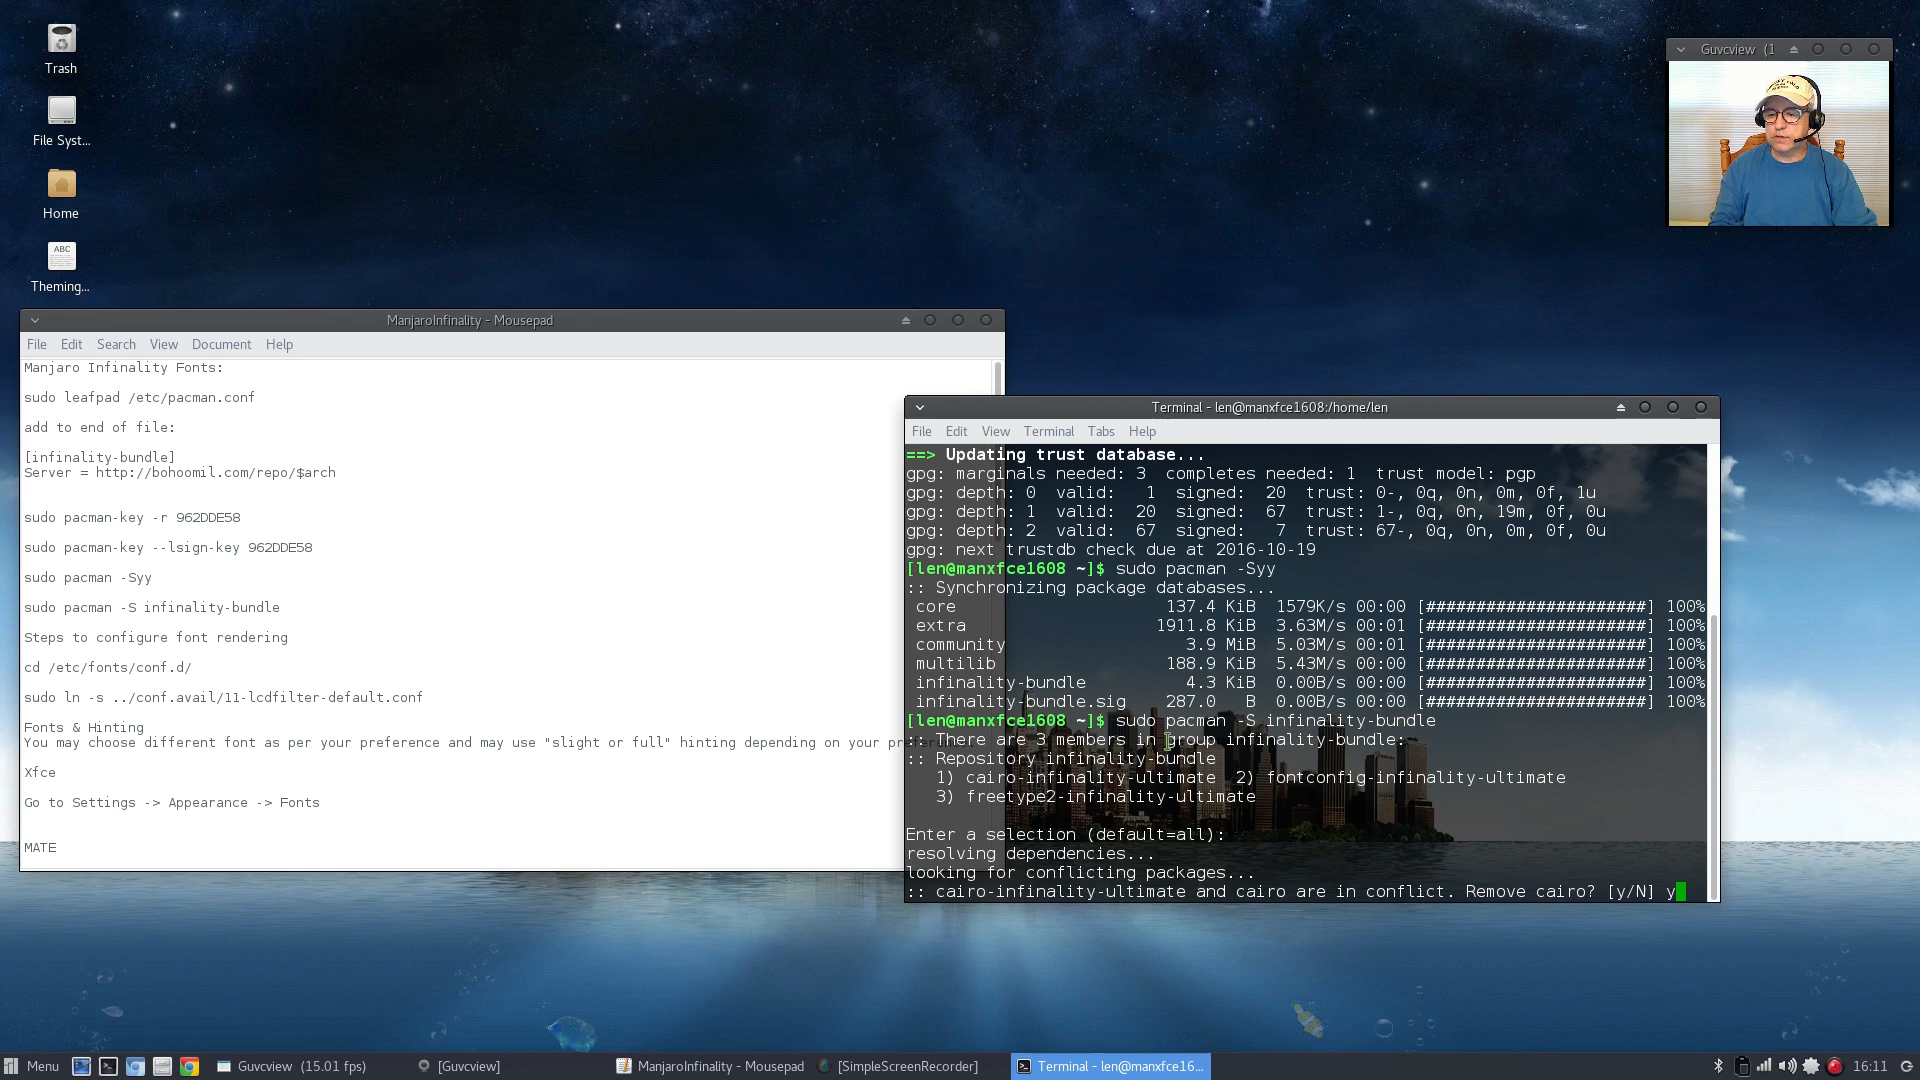 Trash
File Syst...
Home
ABC
Theming...
Guvcview (1
ManjaroInfinality - Mousepad
File Edit Search View Document Help
Manjaro Infinality Fonts:
sudo leafpad /etc/pacman.conf
add to end of file:
[infinality-bundle]
Server = http://bohoomil.com/repo/$arch
sudo pacman-key -r 962DDE58
sudo pacman-key --lsign-key 962DDE58
sudo pacman -Syy
sudo pacman -S infinality-bundle
Steps to configure font rendering
cd /etc/fonts/conf.d/
sudo ln -s ../conf.avail/11-lcdfilter-default.conf
Fonts & Hinting
You may choose different font as per your preference and may use "slight or full" hinting depending on your preference.
Xfce
Go to Settings -> Appearance -> Fonts
MATE
Terminal - len@manxfce1608:/home/len
File Edit View Terminal Tabs Help
==> Updating trust database...
gpg: marginals needed: 3  completes needed: 1  trust model: pgp
gpg: depth: 0  valid:   1  signed:  20  trust: 0-, 0q, 0n, 0m, 0f, 1u
gpg: depth: 1  valid:  20  signed:  67  trust: 1-, 0q, 0n, 19m, 0f, 0u
gpg: depth: 2  valid:  67  signed:   7  trust: 67-, 0q, 0n, 0m, 0f, 0u
gpg: next trustdb check due at 2016-10-19
[len@manxfce1608 ~]$ sudo pacman -Syy
:: Synchronizing package databases...
core 137.4 KiB 1579K/s 00:00 [######################] 100%
extra 1911.8 KiB 3.63M/s 00:01 [######################] 100%
community 3.9 MiB 5.03M/s 00:01 [######################] 100%
multilib 188.9 KiB 5.43M/s 00:00 [######################] 100%
infinality-bundle 4.3 KiB 0.00B/s 00:00 [######################] 100%
infinality-bundle.sig 287.0 B 0.00B/s 00:00 [######################] 100%
[len@manxfce1608 ~]$ sudo pacman -S infinality-bundle
:: There are 3 members in group infinality-bundle:
:: Repository infinality-bundle
1) cairo-infinality-ultimate  2) fontconfig-infinality-ultimate
3) freetype2-infinality-ultimate
Enter a selection (default=all):
resolving dependencies...
looking for conflicting packages...
:: cairo-infinality-ultimate and cairo are in conflict. Remove cairo? [y/N] y
Menu Guvcview (15.01 fps) [Guvcview] ManjaroInfinality - Mousepad [SimpleScreenRecorder] Terminal - len@manxfce16... 16:11